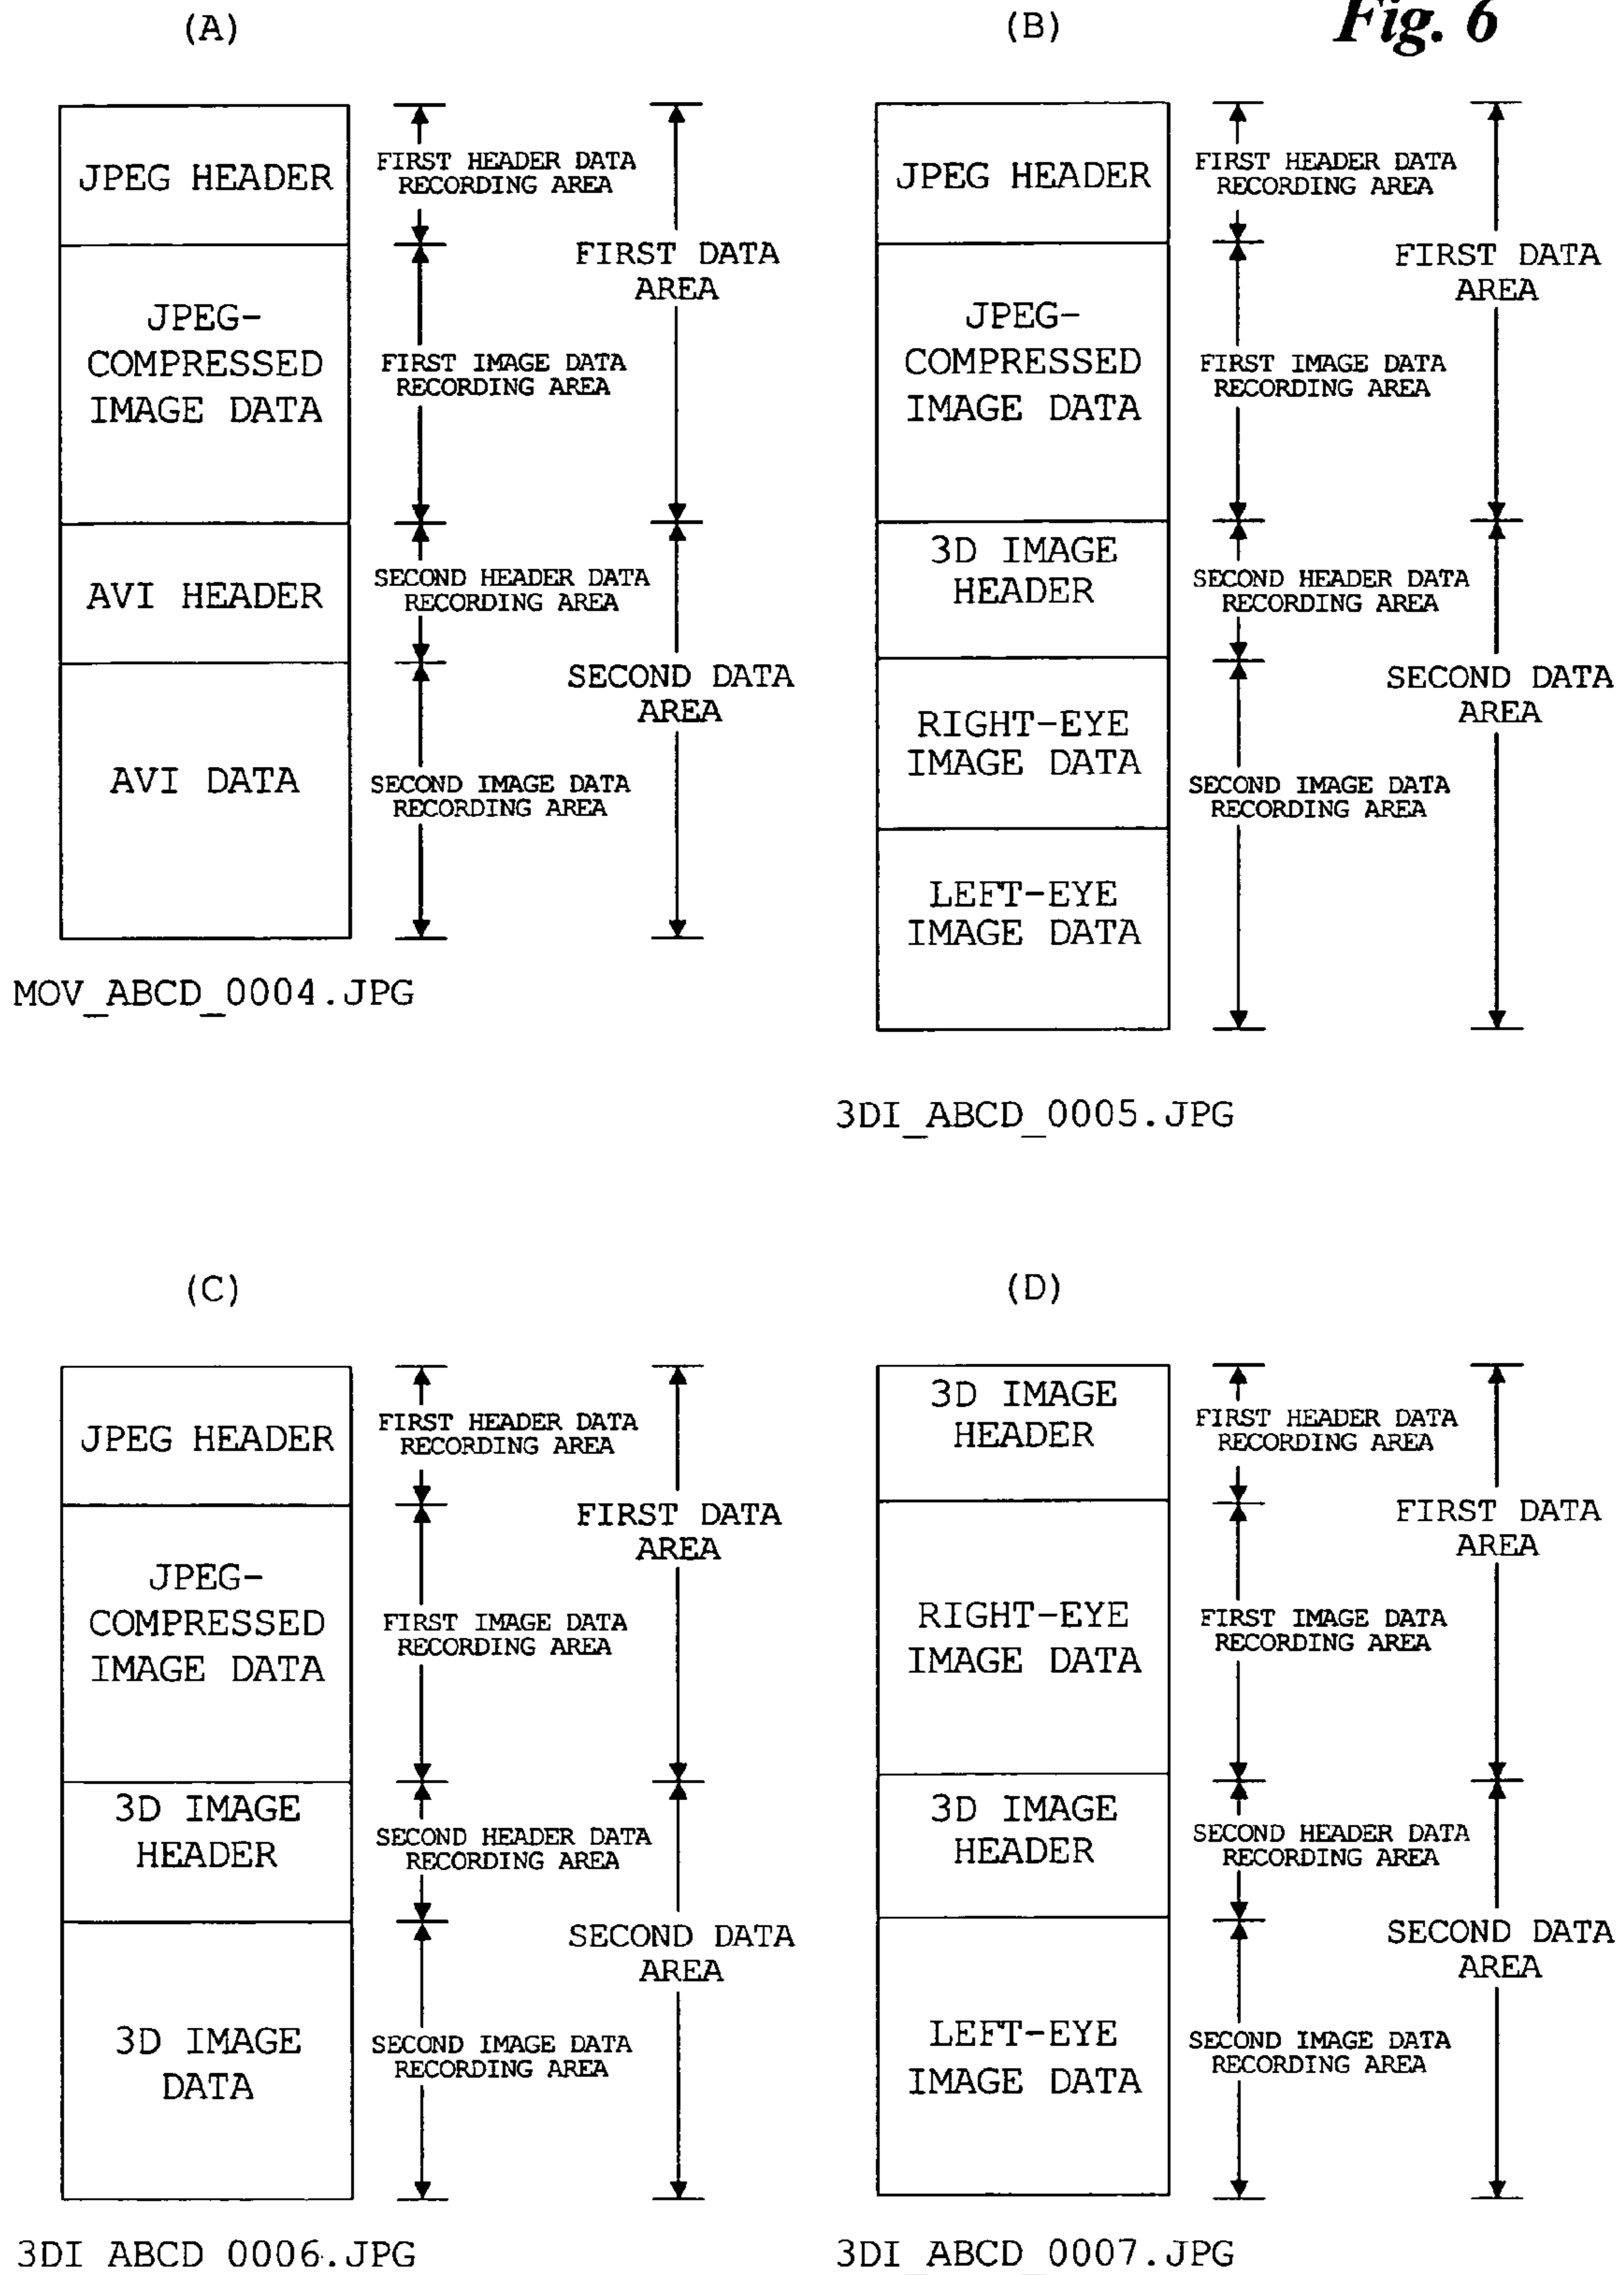 Fig. 6
(A)
JPEG HEADER
JPEG-
COMPRESSED
IMAGE DATA
AVI HEADER
AVI DATA
FIRST HEADER DATA
RECORDING AREA
FIRST IMAGE DATA
RECORDING AREA
SECOND HEADER DATA
RECORDING AREA
SECOND IMAGE DATA
RECORDING AREA
FIRST DATA
AREA
SECOND DATA
AREA
MOV_ABCD_0004.JPG
(B)
JPEG HEADER
JPEG-
COMPRESSED
IMAGE DATA
3D IMAGE
HEADER
RIGHT-EYE
IMAGE DATA
LEFT-EYE
IMAGE DATA
FIRST HEADER DATA
RECORDING AREA
FIRST IMAGE DATA
RECORDING AREA
SECOND HEADER DATA
RECORDING AREA
SECOND IMAGE DATA
RECORDING AREA
FIRST DATA
AREA
SECOND DATA
AREA
3DI_ABCD_0005.JPG
(C)
JPEG HEADER
JPEG-
COMPRESSED
IMAGE DATA
3D IMAGE
HEADER
3D IMAGE
DATA
FIRST HEADER DATA
RECORDING AREA
FIRST IMAGE DATA
RECORDING AREA
SECOND HEADER DATA
RECORDING AREA
SECOND IMAGE DATA
RECORDING AREA
FIRST DATA
AREA
SECOND DATA
AREA
3DI ABCD 0006.JPG
(D)
3D IMAGE
HEADER
RIGHT-EYE
IMAGE DATA
3D IMAGE
HEADER
LEFT-EYE
IMAGE DATA
FIRST HEADER DATA
RECORDING AREA
FIRST IMAGE DATA
RECORDING AREA
SECOND HEADER DATA
RECORDING AREA
SECOND IMAGE DATA
RECORDING AREA
FIRST DATA
AREA
SECOND DATA
AREA
3DI_ABCD_0007.JPG